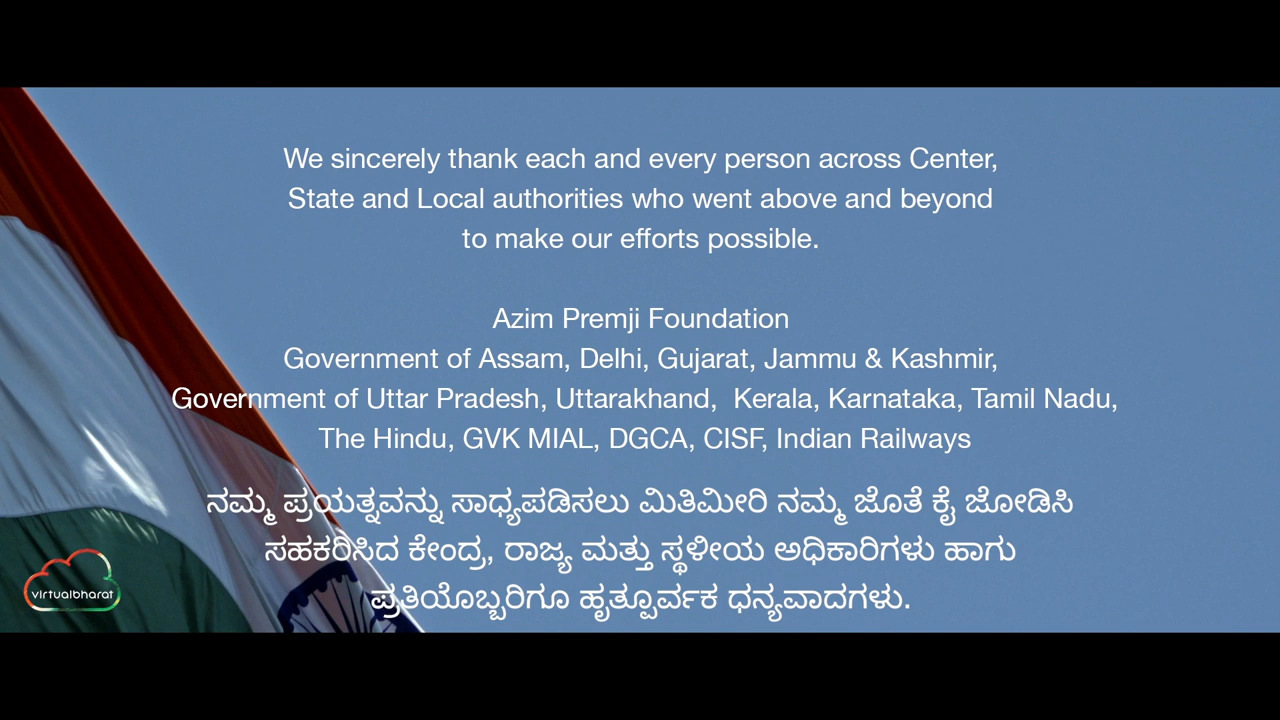 We sincerely thank each and every person across Center,
State and Local authorities who went above and beyond
to make our efforts possible.
Azim Premji Foundation
Government of Assam, Delhi, Gujarat, Jammu & Kashmir,
Government of Uttar Pradesh, Uttarakhand,  Kerala, Karnataka, Tamil Nadu,
The Hindu, GVK MIAL, DGCA, CISF, Indian Railways
ನಮ್ಮ ಪ್ರಯತ್ನವನ್ನು ಸಾಧ್ಯಪಡಿಸಲು ಮಿತಿಮೀರಿ ನಮ್ಮ ಜೊತೆ ಕೈ ಜೋಡಿಸಿ
ಸಹಕರಿಸಿದ ಕೇಂದ್ರ, ರಾಜ್ಯ ಮತ್ತು ಸ್ಥಳೀಯ ಅಧಿಕಾರಿಗಳು ಹಾಗು
ಪ್ರತಿಯೊಬ್ಬರಿಗೂ ಹೃತ್ಪೂರ್ವಕ ಧನ್ಯವಾದಗಳು.
virtualbharat